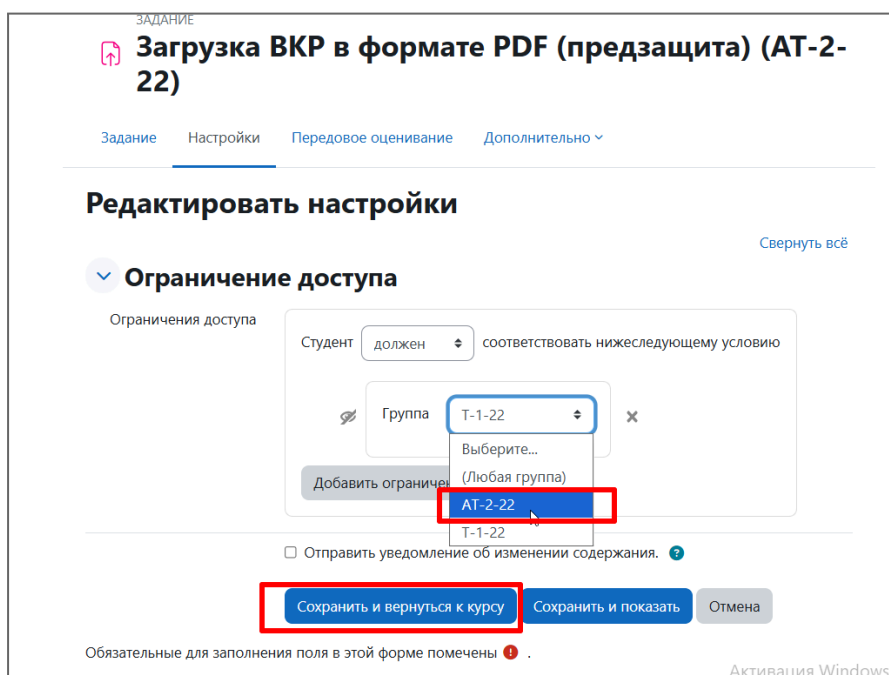 ЗАДАНИЕ
Загрузка ВКР в формате PDF (предзащита) (АТ-2-
22)
Задание Настройки Передовое оценивание Дополнительно
Редактировать настройки
Свернуть всё
Ограничение доступа
Ограничения доступа
Студент должен соответствовать нижеследующему условию
Группа Т-1-22
Выберите...
(Любая группа)
Добавить ограничен
АТ-2-22
Т-1-22
Отправить уведомление об изменении содержания.
Сохранить и вернуться к курсу Сохранить и показать Отмена
Обязательные для заполнения поля в этой форме помечены .
Активация Windows